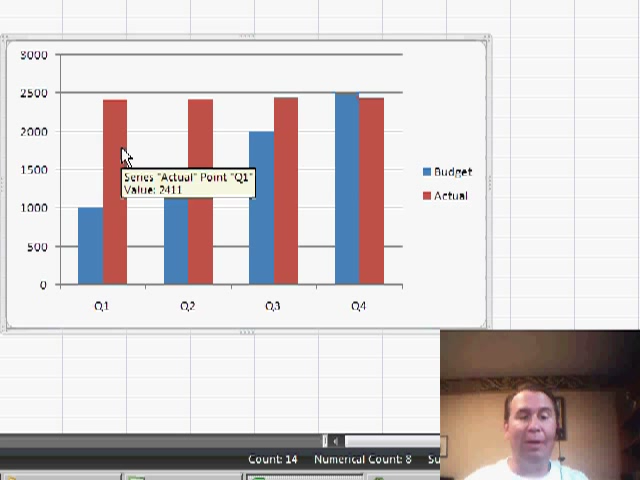 3000
2500
2000
1500
1000
500
0
Series "Actual" Point "Q1"
Value: 2411
Budget
Actual
Q1 Q2 Q3 Q4
Count: 14 Numerical Count: 8 Su